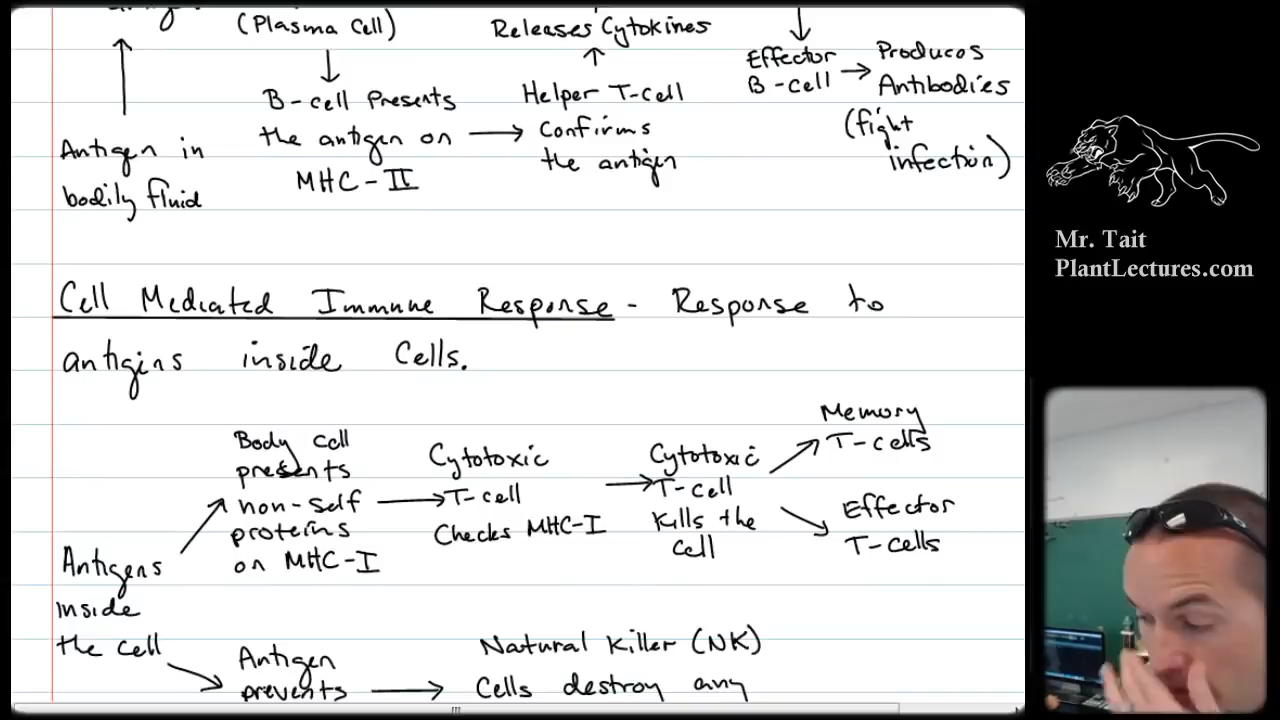 (Plasma Cell)
Releases Cytokines
Effector
B-cell
Producos
Antibodies
(fight
infection)
Antigen in
bodily fluid
B-cell Presents
the antigen on
MHC-II
Helper T-cell
Confirms
the antigen
Cell Mediated Immune Response - Response to
antigins inside Cells.
Antigens
inside
the cell
Body cell
presents
non-self
proteins
on MHC-I
Cytotoxic
T-cell
Checks MHC-I
Cytotoxic
T-cell
Kills the
cell
Memory
T-cells
Effector
T-cells
Antigen
prevents
Natural Killer (NK)
Cells destroy any
Mr. Tait
PlantLectures.com